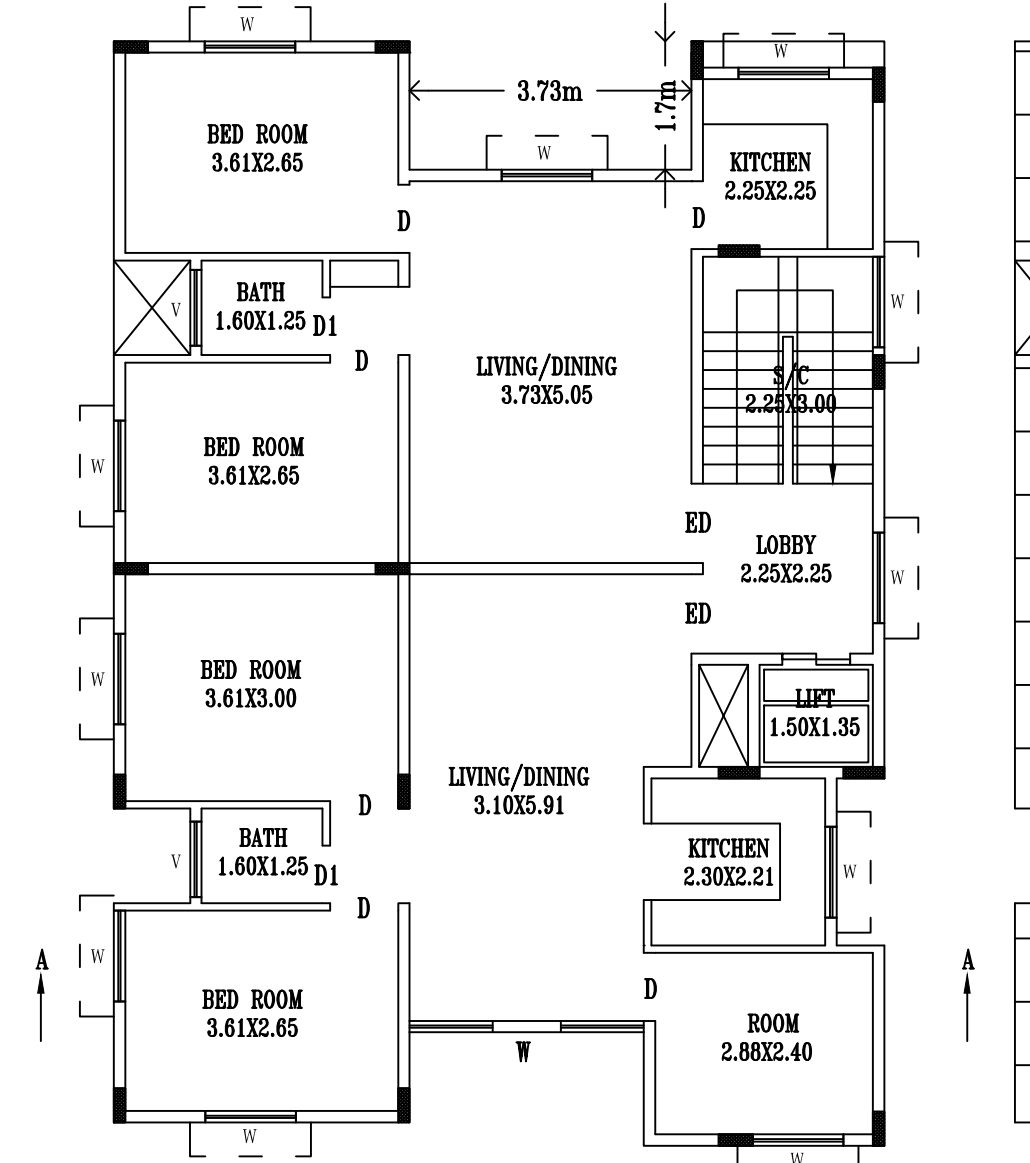 W
W
3.73m
1.7m
BED ROOM
3.61X2.65
W
KITCHEN
2.25X2.25
D
D
BATH
1.60X1.25
V
D1
W
D
LIVING/DINING
3.73X5.05
S/C
2.25X3.00
BED ROOM
3.61X2.65
W
ED
LOBBY
2.25X2.25
W
ED
BED ROOM
3.61X3.00
W
LIFT
1.50X1.35
LIVING/DINING
3.10X5.91
D
BATH
1.60X1.25
V
D1
KITCHEN
2.30X2.21
W
D
W
A
A
BED ROOM
3.61X2.65
D
ROOM
2.88X2.40
W
W
W